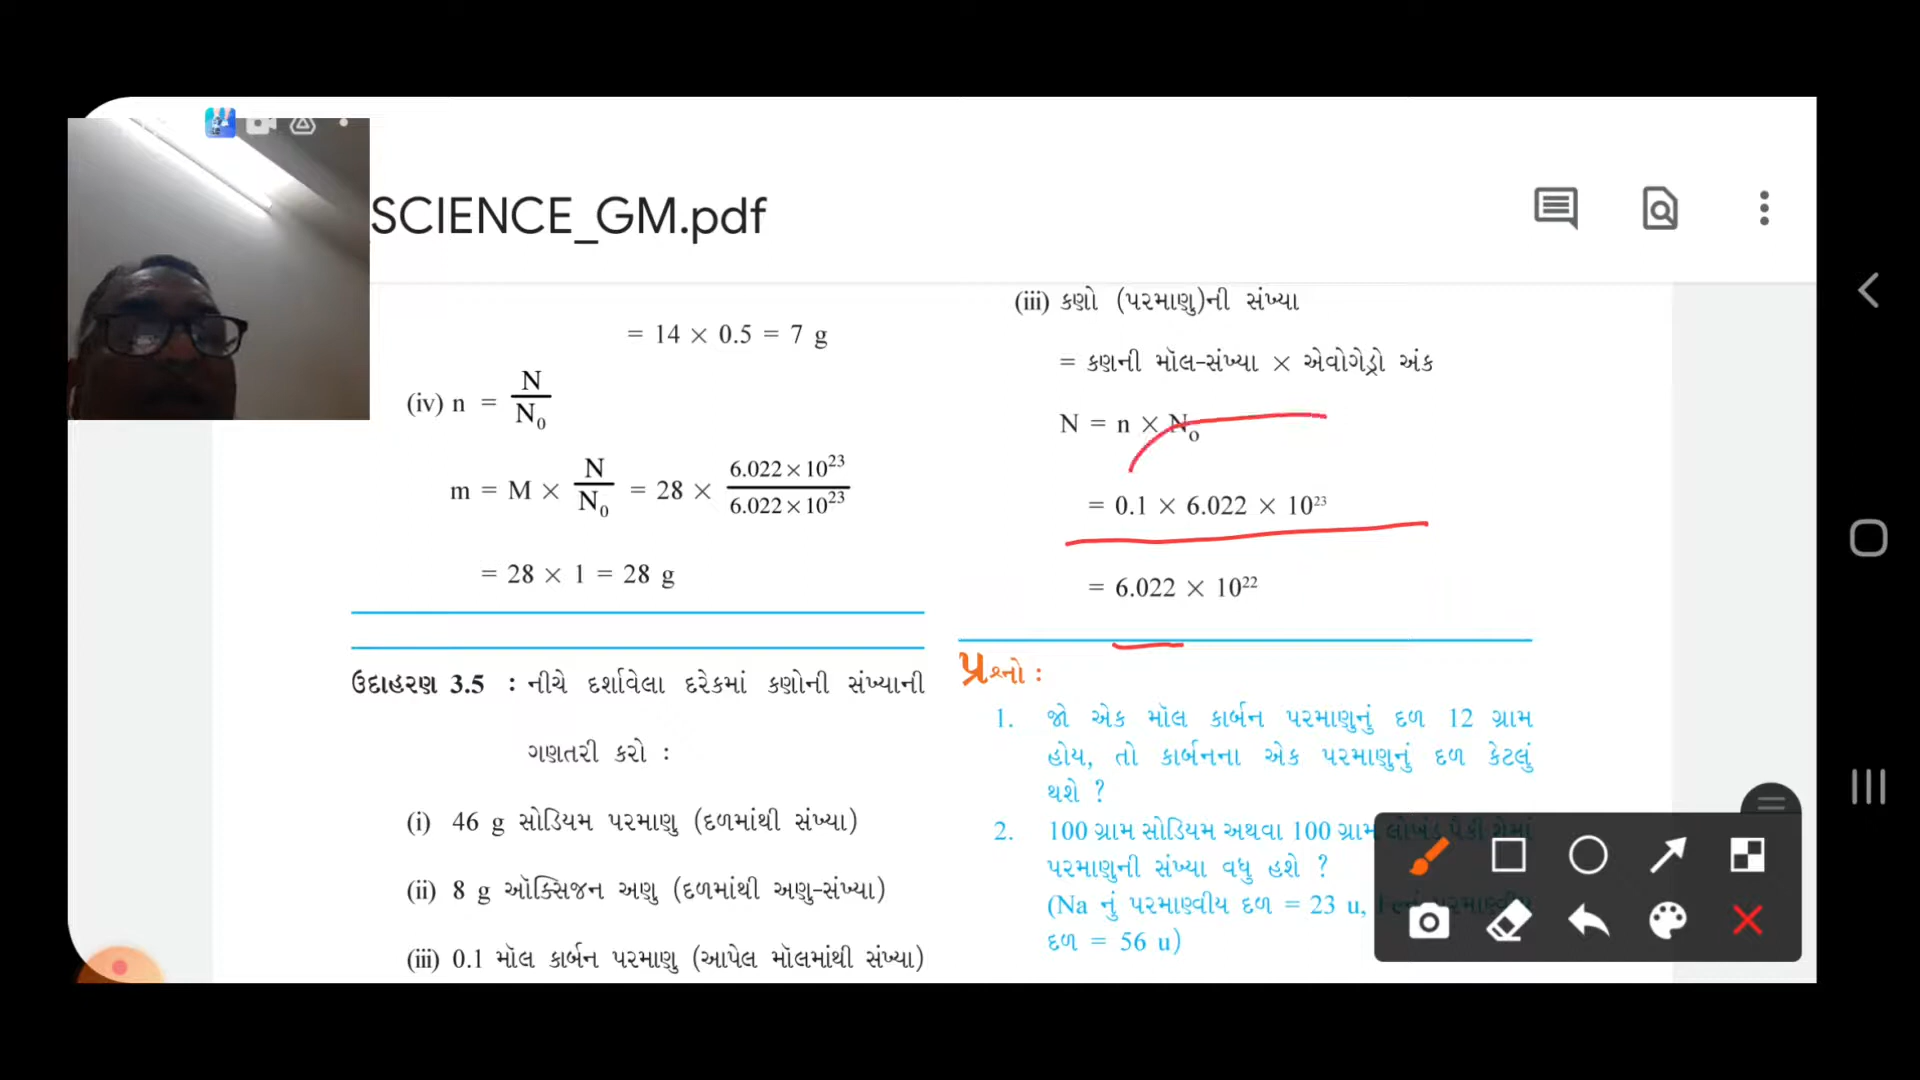 SCIENCE_GM.pdf
= 14 × 0.5 = 7 g
(iv) n = N / N₀
m = M × N / N₀ = 28 × 6.022 × 10²³ / 6.022 × 10²³
= 28 × 1 = 28 g
ઉદાહરણ 3.5 : નીચે દર્શાવેલા દરેકમાં કણોની સંખ્યાની
ગણતરી કરો :
(i) 46 g સોડિયમ પરમાણુ (દળમાંથી સંખ્યા)
(ii) 8 g ઑક્સિજન અણુ (દળમાંથી અણુ-સંખ્યા)
(iii) 0.1 મૉલ કાર્બન પરમાણુ (આપેલ મૉલમાંથી સંખ્યા)
(iii) કણો (પરમાણુ)ની સંખ્યા
= કણની મૉલ-સંખ્યા × એવોગેડ્રો અંક
N = n × N₀
= 0.1 × 6.022 × 10²³
= 6.022 × 10²²
પ્રશ્નો :
1. જો એક મૉલ કાર્બન પરમાણુનું દળ 12 ગ્રામ
હોય, તો કાર્બનના એક પરમાણુનું દળ કેટલું
થશે ?
2. 100 ગ્રામ સોડિયમ અથવા 100 ગ્રામ લોખંડ પૈકી શેમાં
પરમાણુની સંખ્યા વધુ હશે ?
(Na નું પરમાણ્વીય દળ = 23 u, Feનું પરમાણ્વીય
દળ = 56 u)